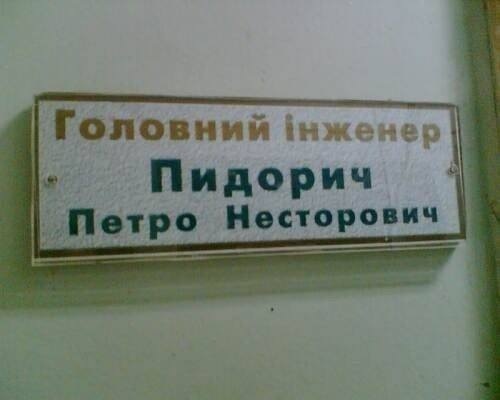 Головний інженер
Пидорич
Петро Несторович